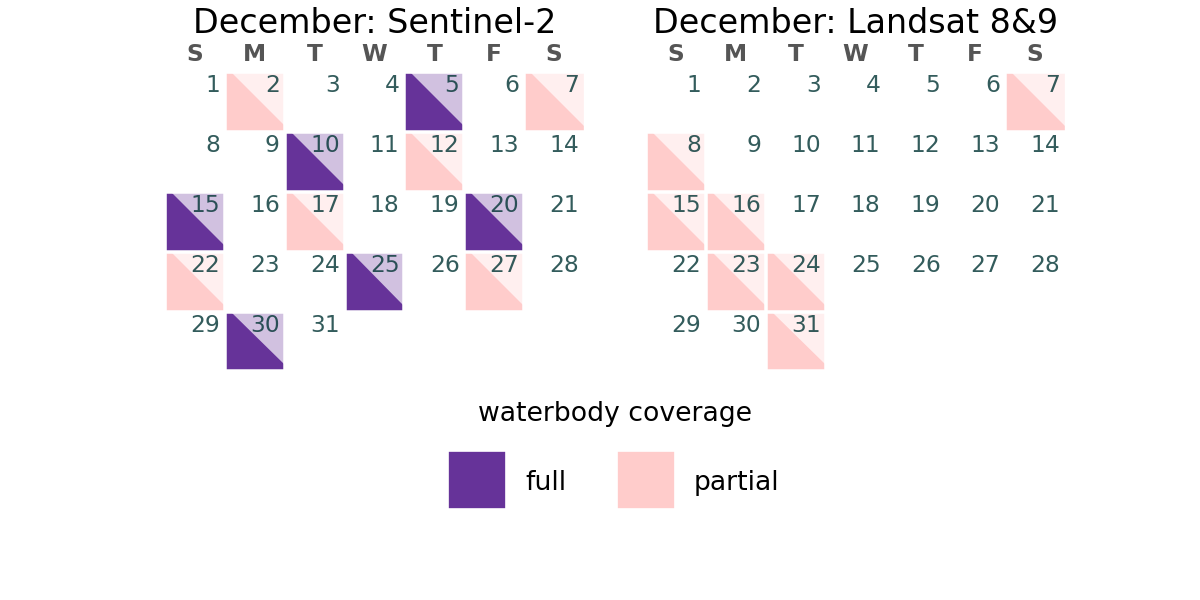 December: Sentinel-2
S M T W T F S
1 2 3 4 5 6 7
8 9 10 11 12 13 14
15 16 17 18 19 20 21
22 23 24 25 26 27 28
29 30 31
December: Landsat 8&9
S M T W T F S
1 2 3 4 5 6 7
8 9 10 11 12 13 14
15 16 17 18 19 20 21
22 23 24 25 26 27 28
29 30 31
waterbody coverage
full partial